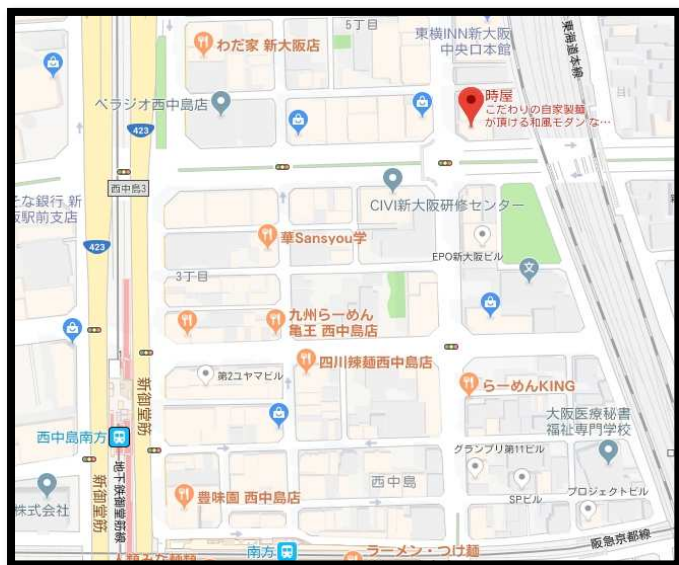 5丁目
東横INN新大阪
中央口本館
東海道本線
わだ家 新大阪店
ベラジオ西中島店
時屋
こだわりの自家製麺
が頂ける和風モダン な…
423
西中島3
そな銀行 新
阪駅前支店
CIVI新大阪研修センター
華Sansyou学
EPO新大阪ビル
423
3丁目
文
九州らーめん
亀王 西中島店
四川辣麺西中島店
第2ユヤマビル
らーめんKING
新御堂筋
大阪医療秘書
福祉専門学校
西中島南方
グランプリ第11ビル
地下鉄御堂筋線
西中島
SPビル
豊味園 西中島店
プロジェクトビル
株式会社
新御堂筋
阪急京都線
南方
ラーメン・つけ麺